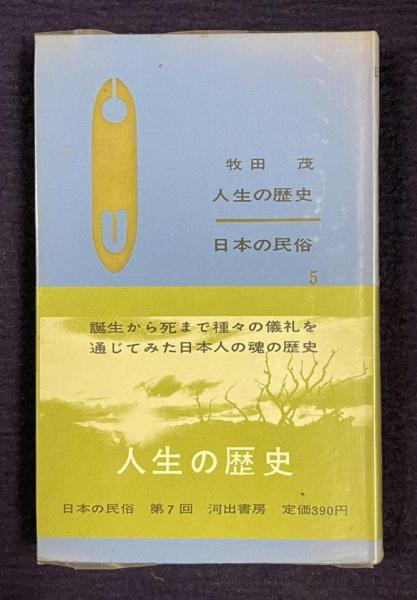 牧田 茂
人生の歴史
日本の民俗
5
誕生から死まで種々の儀礼を
通じてみた日本人の魂の歴史
人生の歴史
日本の民俗 第7回 河出書房 定価390円